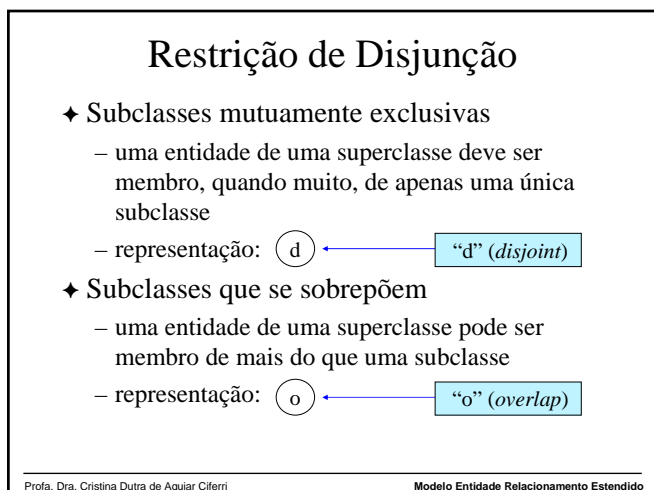 Restrição de Disjunção
✦ Subclasses mutuamente exclusivas
– uma entidade de uma superclasse deve ser
membro, quando muito, de apenas uma única
subclasse
– representação: d “d” (disjoint)
✦ Subclasses que se sobrepõem
– uma entidade de uma superclasse pode ser
membro de mais do que uma subclasse
– representação: o “o” (overlap)
Profa. Dra. Cristina Dutra de Aguiar Ciferri Modelo Entidade Relacionamento Estendido